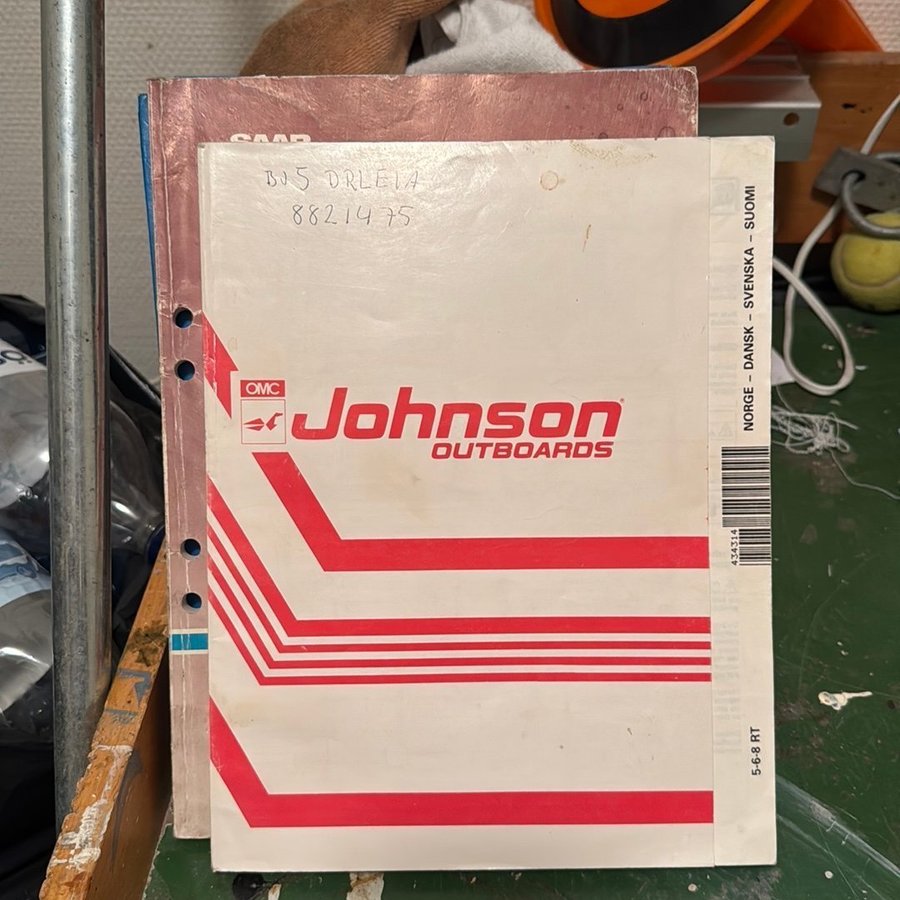 SAAB
BJ5 DRLEIA
8821475
OMC
Johnson
OUTBOARDS
NORGE – DANSK – SVENSKA – SUOMI
434314
5-6-8 RT